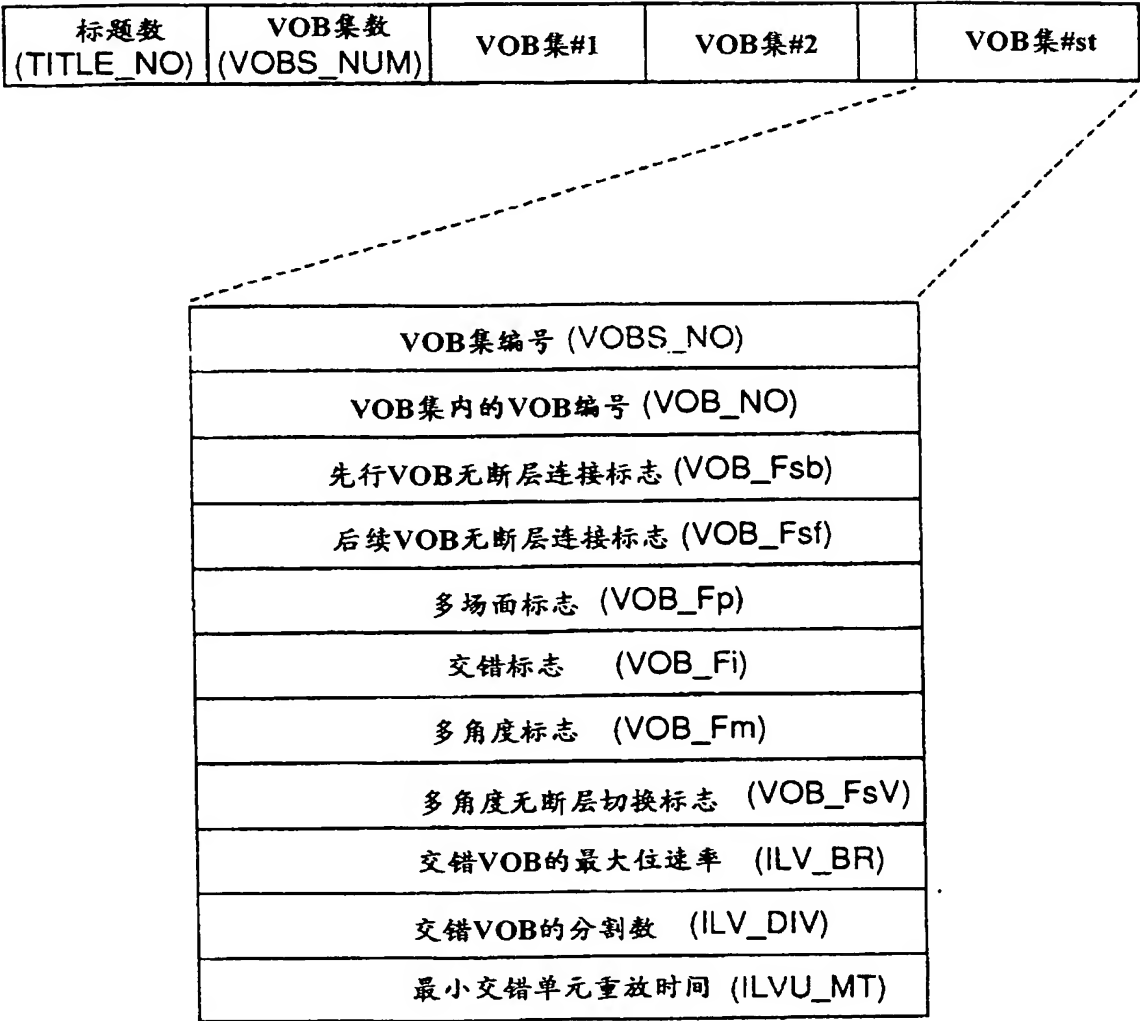 标题数
(TITLE_NO)
VOB集数
(VOBS_NUM)
VOB集#1
VOB集#2
VOB集#st
VOB集编号 (VOBS_NO)
VOB集内的VOB编号 (VOB_NO)
先行VOB无断层连接标志 (VOB_Fsb)
后续VOB无断层连接标志 (VOB_Fsf)
多场面标志 (VOB_Fp)
交错标志 (VOB_Fi)
多角度标志 (VOB_Fm)
多角度无断层切换标志 (VOB_FsV)
交错VOB的最大位速率 (ILV_BR)
交错VOB的分割数 (ILV_DIV)
最小交错单元重放时间 (ILVU_MT)